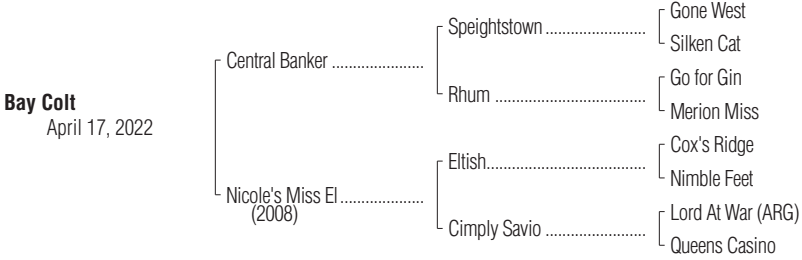 Gone West
Speightstown ........................
Silken Cat
Central Banker ......................
Go for Gin
Rhum ....................................
Merion Miss
Bay Colt
April 17, 2022
Cox's Ridge
Eltish......................................
Nimble Feet
Nicole's Miss El ....................
(2008)
Lord At War (ARG)
Cimply Savio ........................
Queens Casino